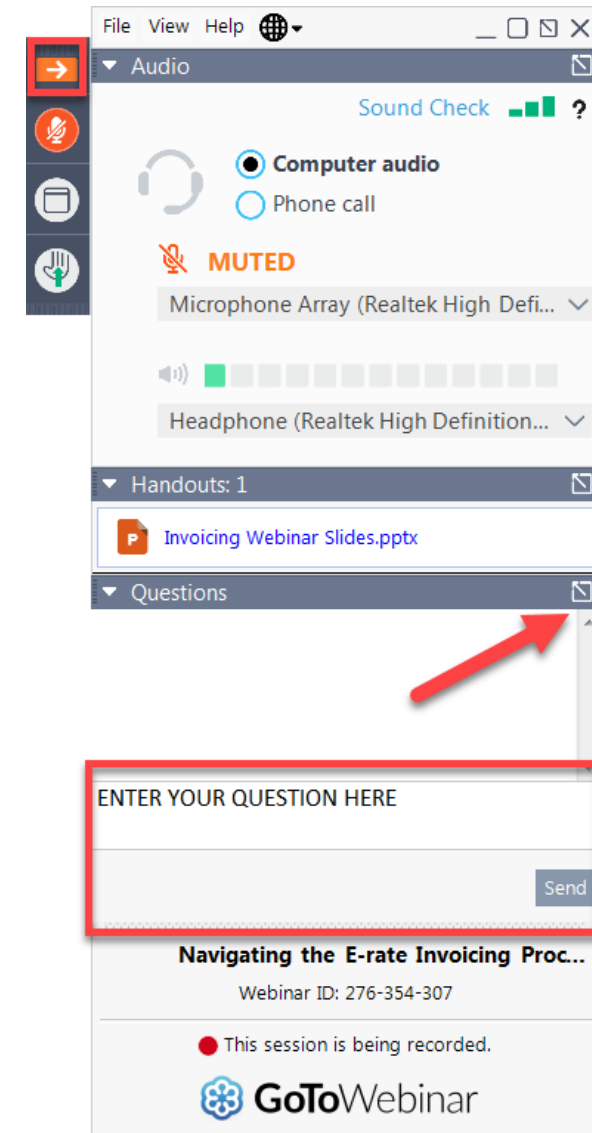 File View Help
Audio
Sound Check ?
Computer audio
Phone call
MUTED
Microphone Array (Realtek High Defi...
Headphone (Realtek High Definition...
Handouts: 1
P Invoicing Webinar Slides.pptx
Questions
ENTER YOUR QUESTION HERE
Send
Navigating the E-rate Invoicing Proc...
Webinar ID: 276-354-307
This session is being recorded.
GoToWebinar